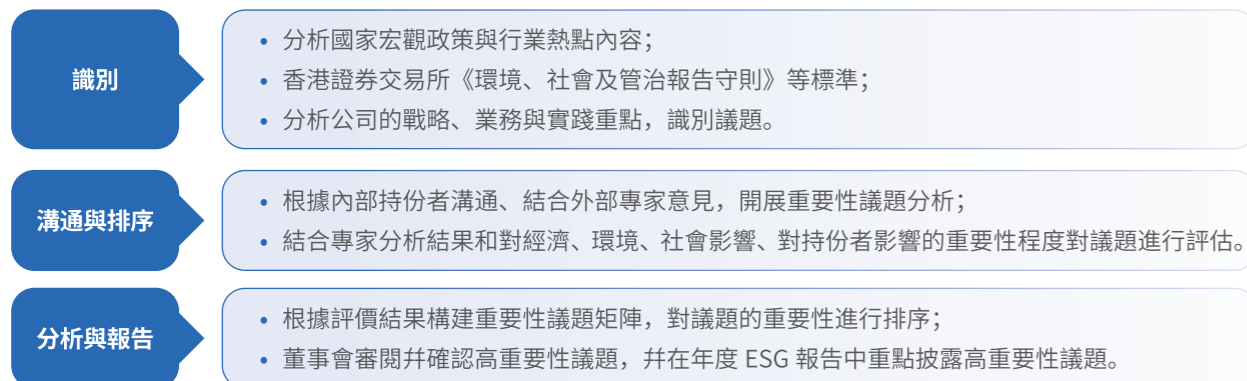 識別
• 分析國家宏觀政策與行業熱點內容；
• 香港證券交易所《環境、社會及管治報告守則》等標準；
• 分析公司的戰略、業務與實踐重點，識別議題。
溝通與排序
• 根據內部持份者溝通、結合外部專家意見，開展重要性議題分析；
• 結合專家分析結果和對經濟、環境、社會影響、對持份者影響的重要性程度對議題進行評估。
分析與報告
• 根據評價結果構建重要性議題矩陣，對議題的重要性進行排序；
• 董事會審閱幷確認高重要性議題，幷在年度 ESG 報告中重點披露高重要性議題。